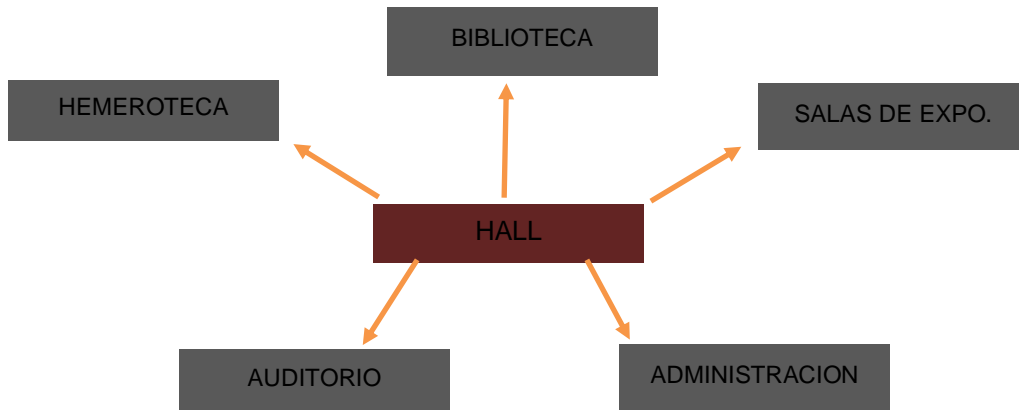 BIBLIOTECA
HEMEROTECA
SALAS DE EXPO.
HALL
AUDITORIO
ADMINISTRACION